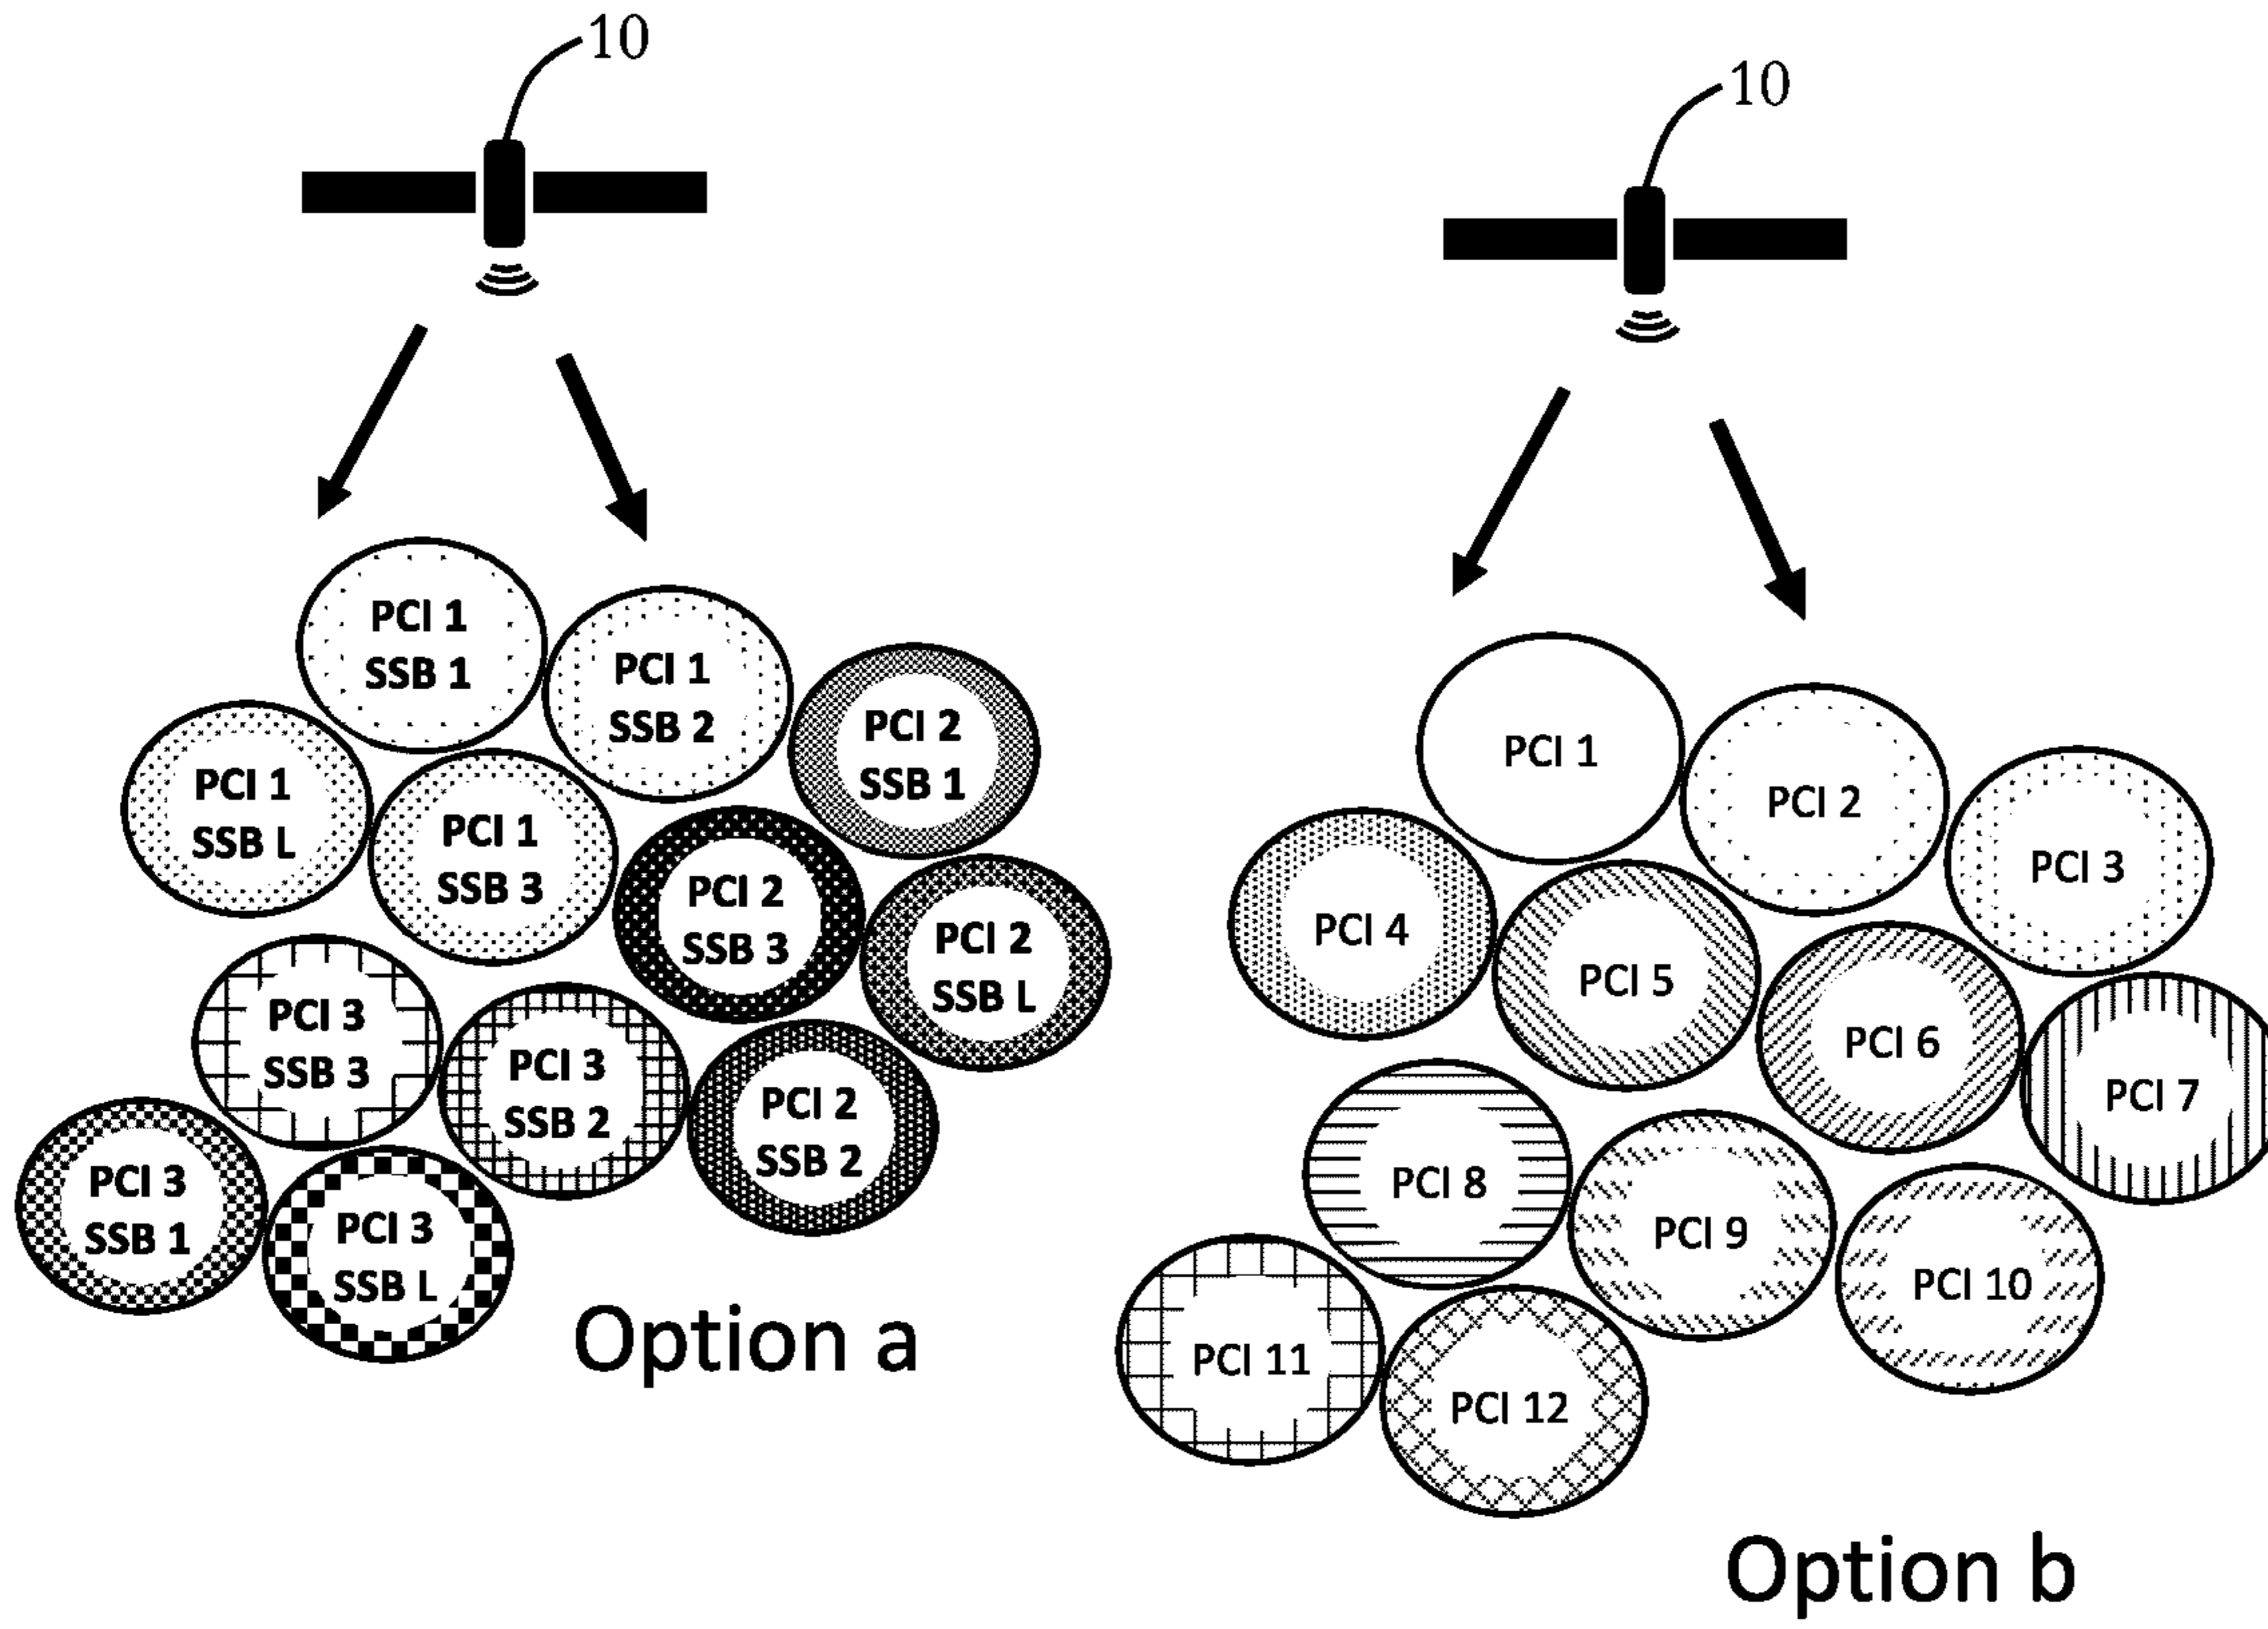 10
PCI 1
SSB 1
PCI 1
SSB 2
PCI 2
SSB 1
PCI 1
SSB L
PCI 1
SSB 3
PCI 2
SSB 3
PCI 2
SSB L
PCI 3
SSB 3
PCI 3
SSB 2
PCI 2
SSB 2
PCI 3
SSB 1
PCI 3
SSB L
Option a
10
PCI 1
PCI 2
PCI 3
PCI 4
PCI 5
PCI 6
PCI 7
PCI 8
PCI 9
PCI 10
PCI 11
PCI 12
Option b